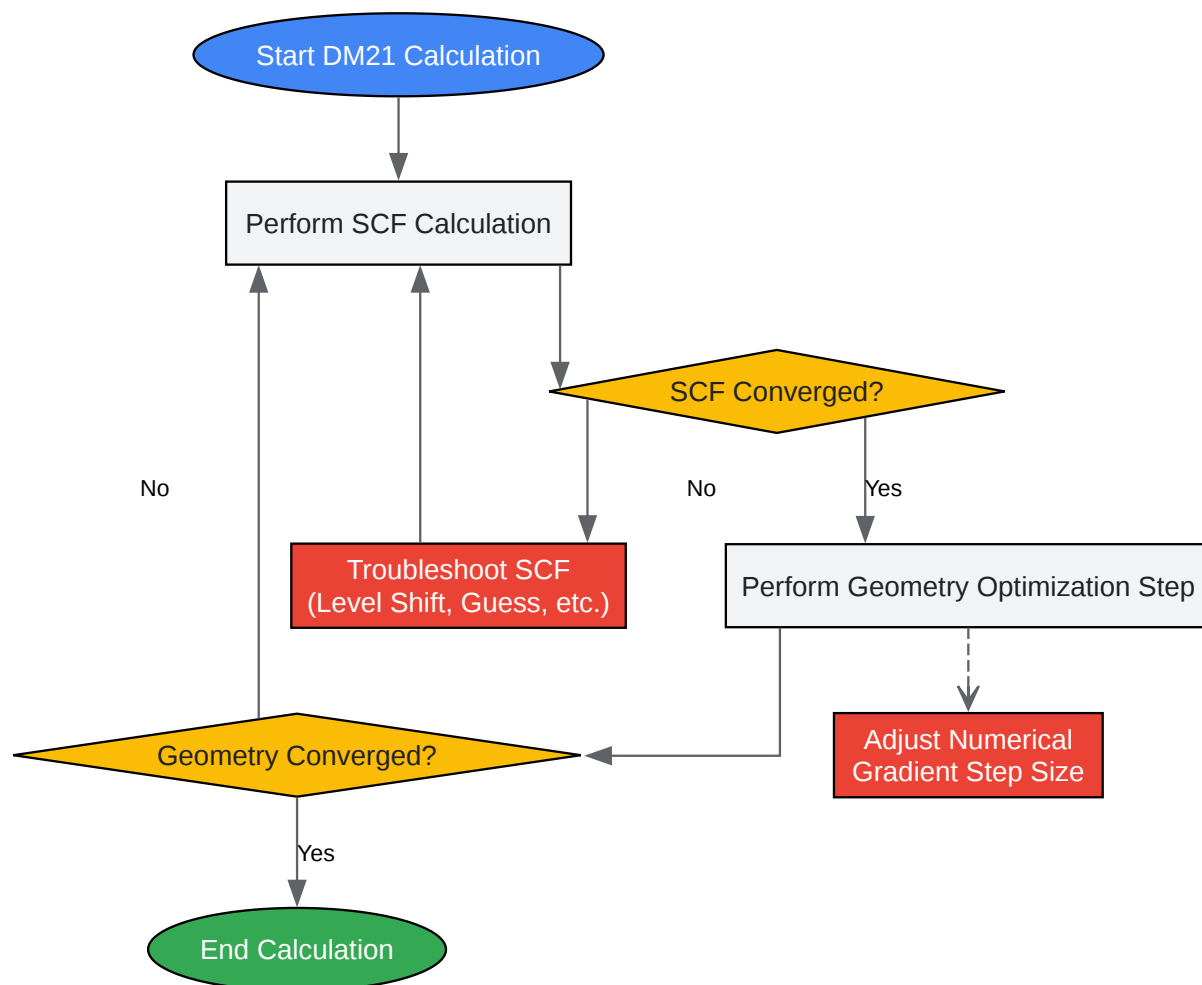 Start DM21 Calculation
Perform SCF Calculation
SCF Converged?
No
No
Yes
Troubleshoot SCF
(Level Shift, Guess, etc.)
Perform Geometry Optimization Step
Geometry Converged?
Adjust Numerical
Gradient Step Size
Yes
End Calculation